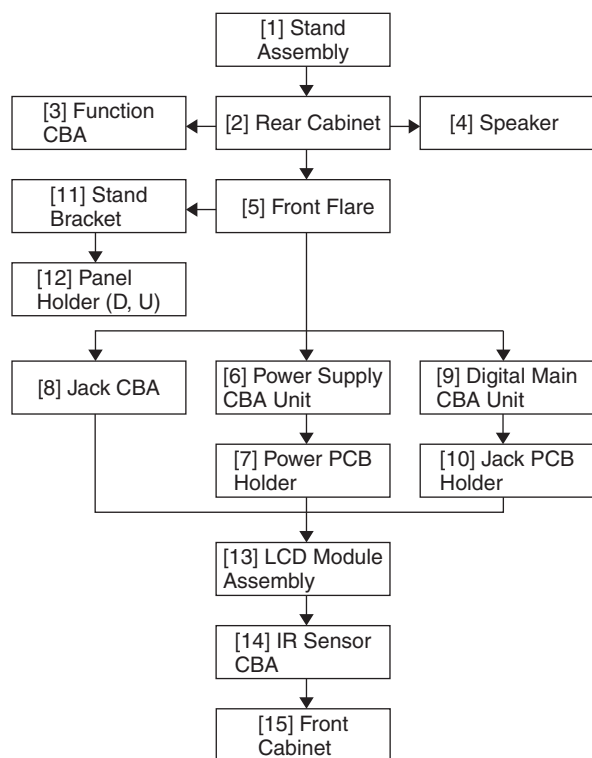 [1] Stand
Assembly
[3] Function
CBA
[2] Rear Cabinet
[4] Speaker
[11] Stand
Bracket
[5] Front Flare
[12] Panel
Holder (D, U)
[8] Jack CBA
[6] Power Supply
CBA Unit
[9] Digital Main
CBA Unit
[7] Power PCB
Holder
[10] Jack PCB
Holder
[13] LCD Module
Assembly
[14] IR Sensor
CBA
[15] Front
Cabinet